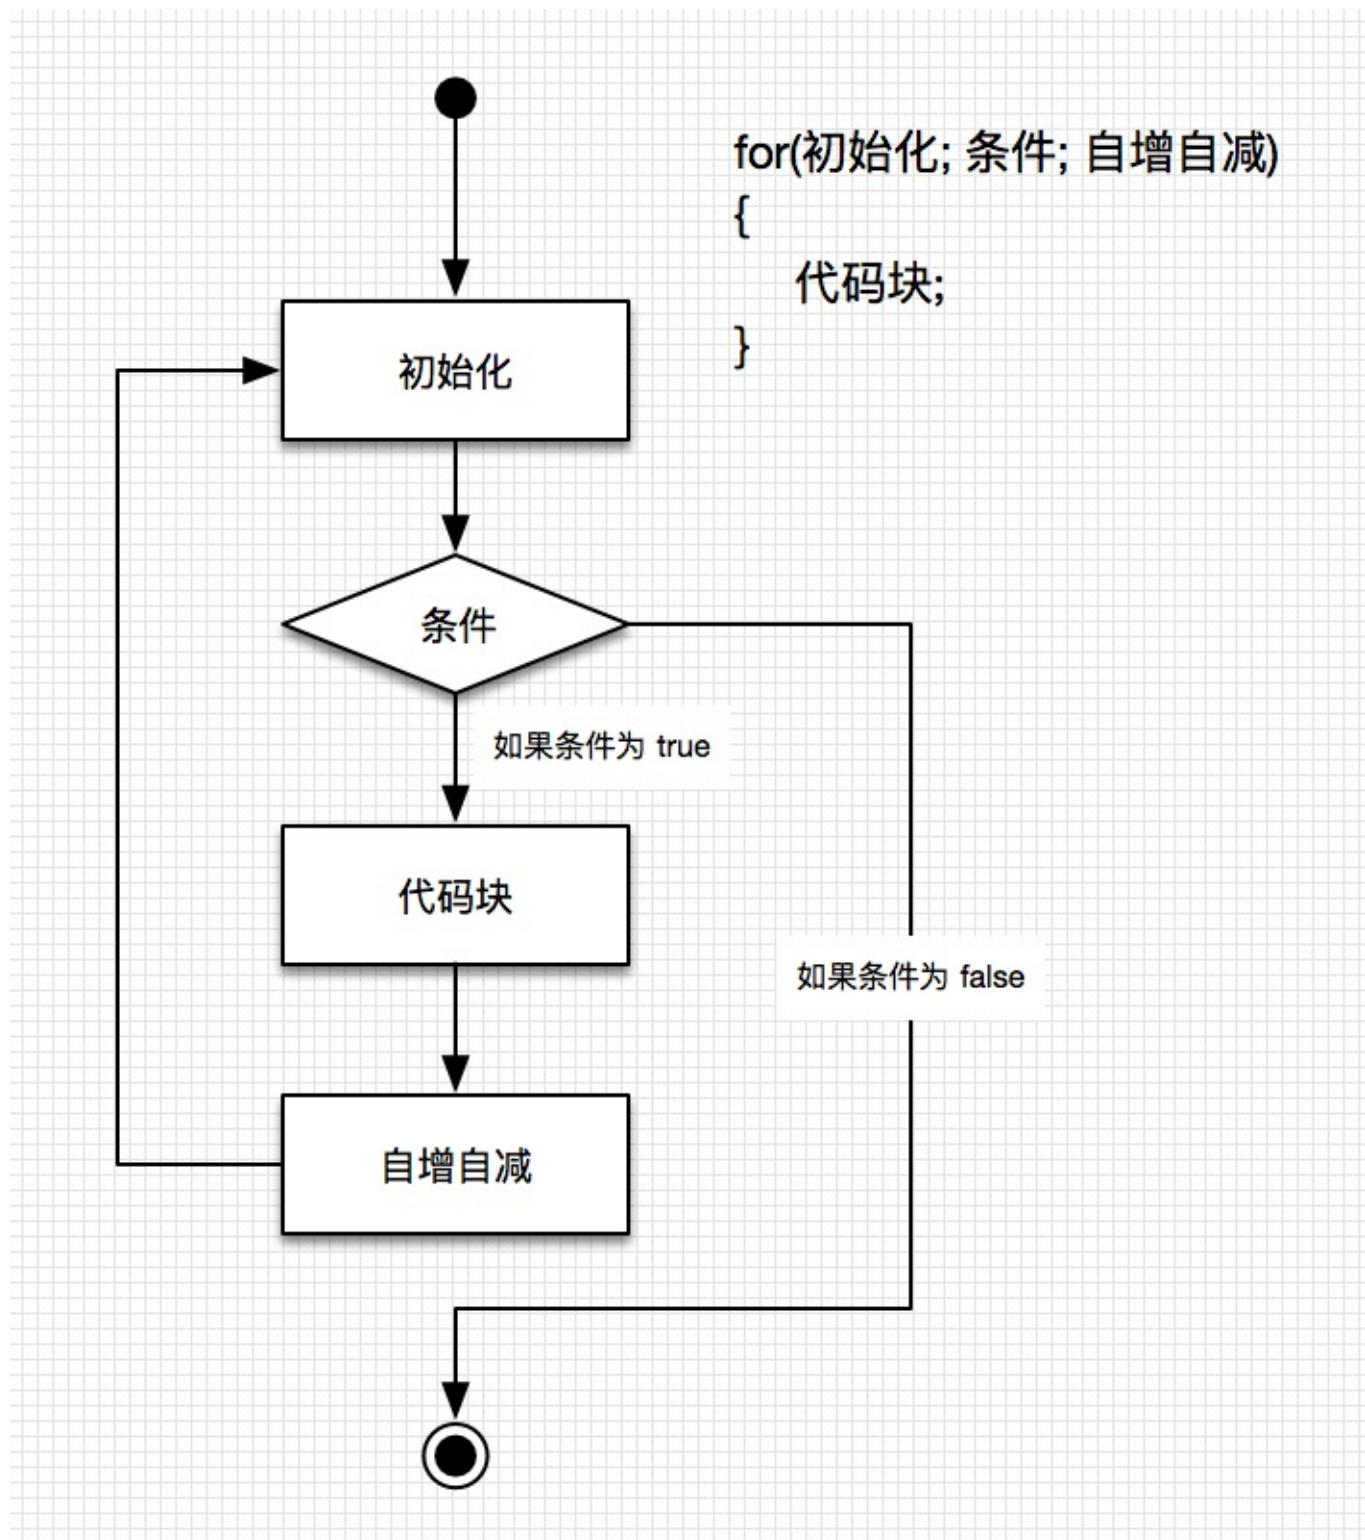 for(初始化; 条件; 自增自减)
{
代码块;
}
初始化
条件
如果条件为 true
代码块
如果条件为 false
自增自减